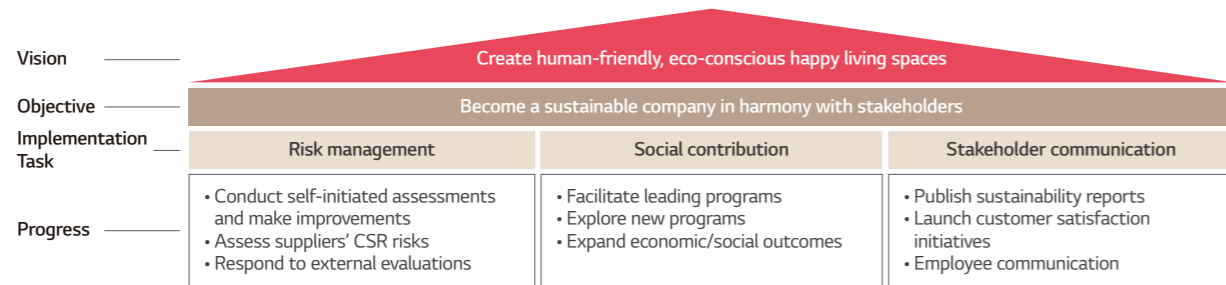 Vision
Create human-friendly, eco-conscious happy living spaces
Objective
Become a sustainable company in harmony with stakeholders
Implementation
Task
Risk management
Social contribution
Stakeholder communication
Progress
• Conduct self-initiated assessments
and make improvements
• Assess suppliers' CSR risks
• Respond to external evaluations
• Facilitate leading programs
• Explore new programs
• Expand economic/social outcomes
• Publish sustainability reports
• Launch customer satisfaction
initiatives
• Employee communication